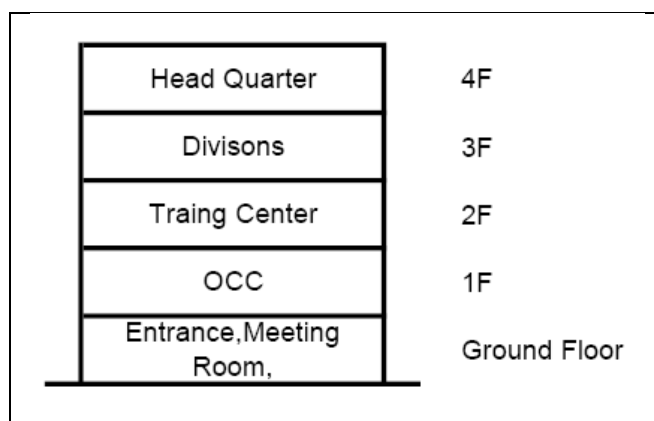 Head Quarter 4F
Divisons 3F
Traing Center 2F
OCC 1F
Entrance,Meeting
Room,
Ground Floor